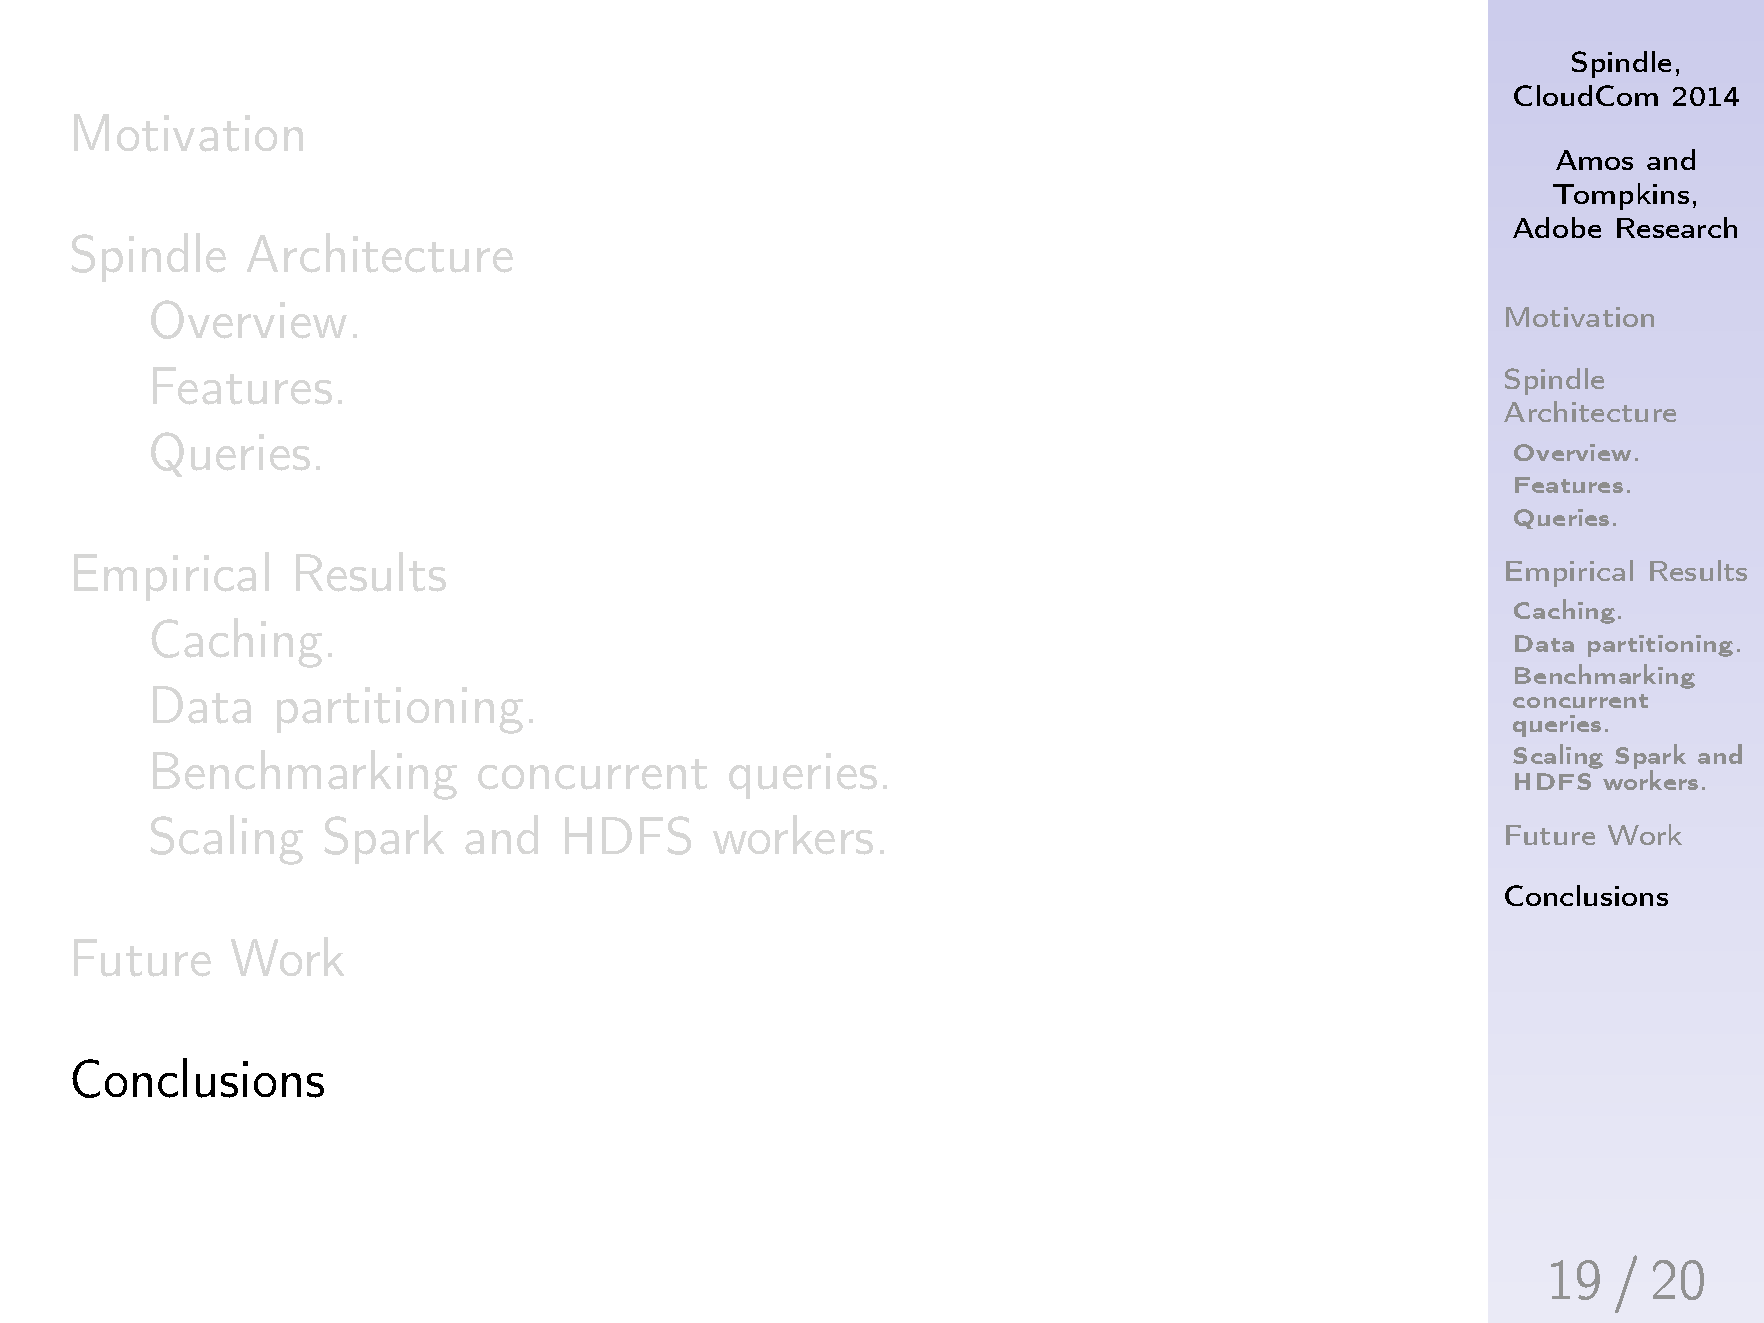 Motivation
Spindle Architecture
Overview.
Features.
Queries.
Empirical Results
Caching.
Data partitioning.
Benchmarking concurrent queries.
Scaling Spark and HDFS workers.
Future Work
Conclusions
Spindle,
CloudCom 2014
Amos and
Tompkins,
Adobe Research
Motivation
Spindle
Architecture
Overview.
Features.
Queries.
Empirical Results
Caching.
Data partitioning.
Benchmarking
concurrent
queries.
Scaling Spark and
HDFS workers.
Future Work
Conclusions
19 / 20